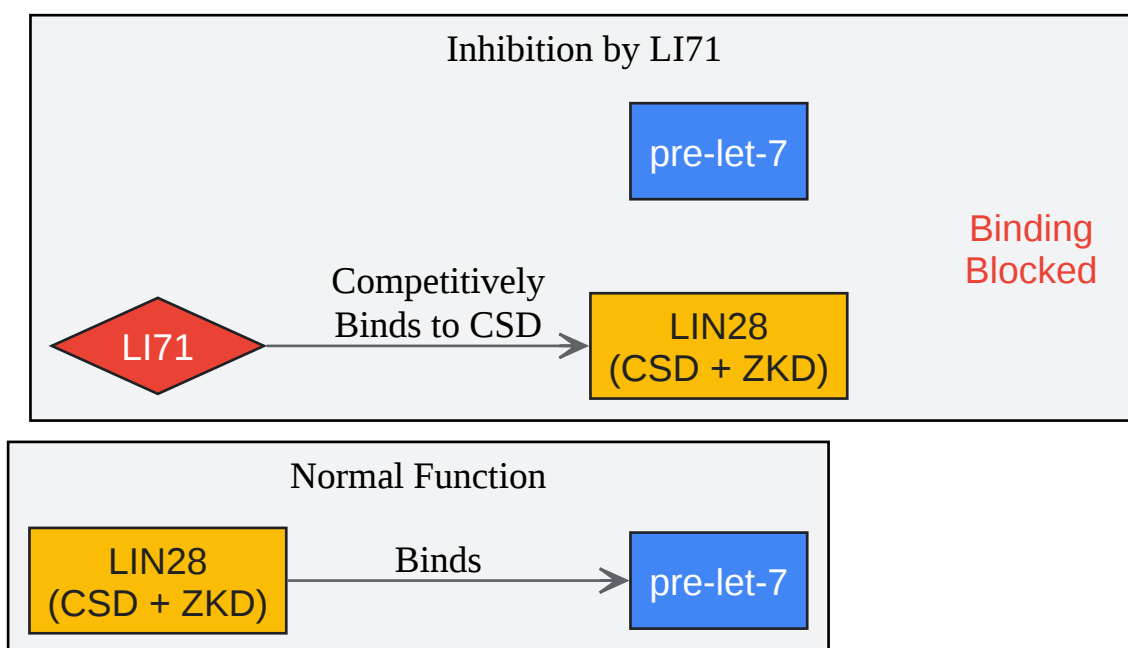 Inhibition by LI71
pre-let-7
Binding
Blocked
Competitively
Binds to CSD
LI71
LIN28
(CSD + ZKD)
Normal Function
LIN28
(CSD + ZKD)
Binds
pre-let-7